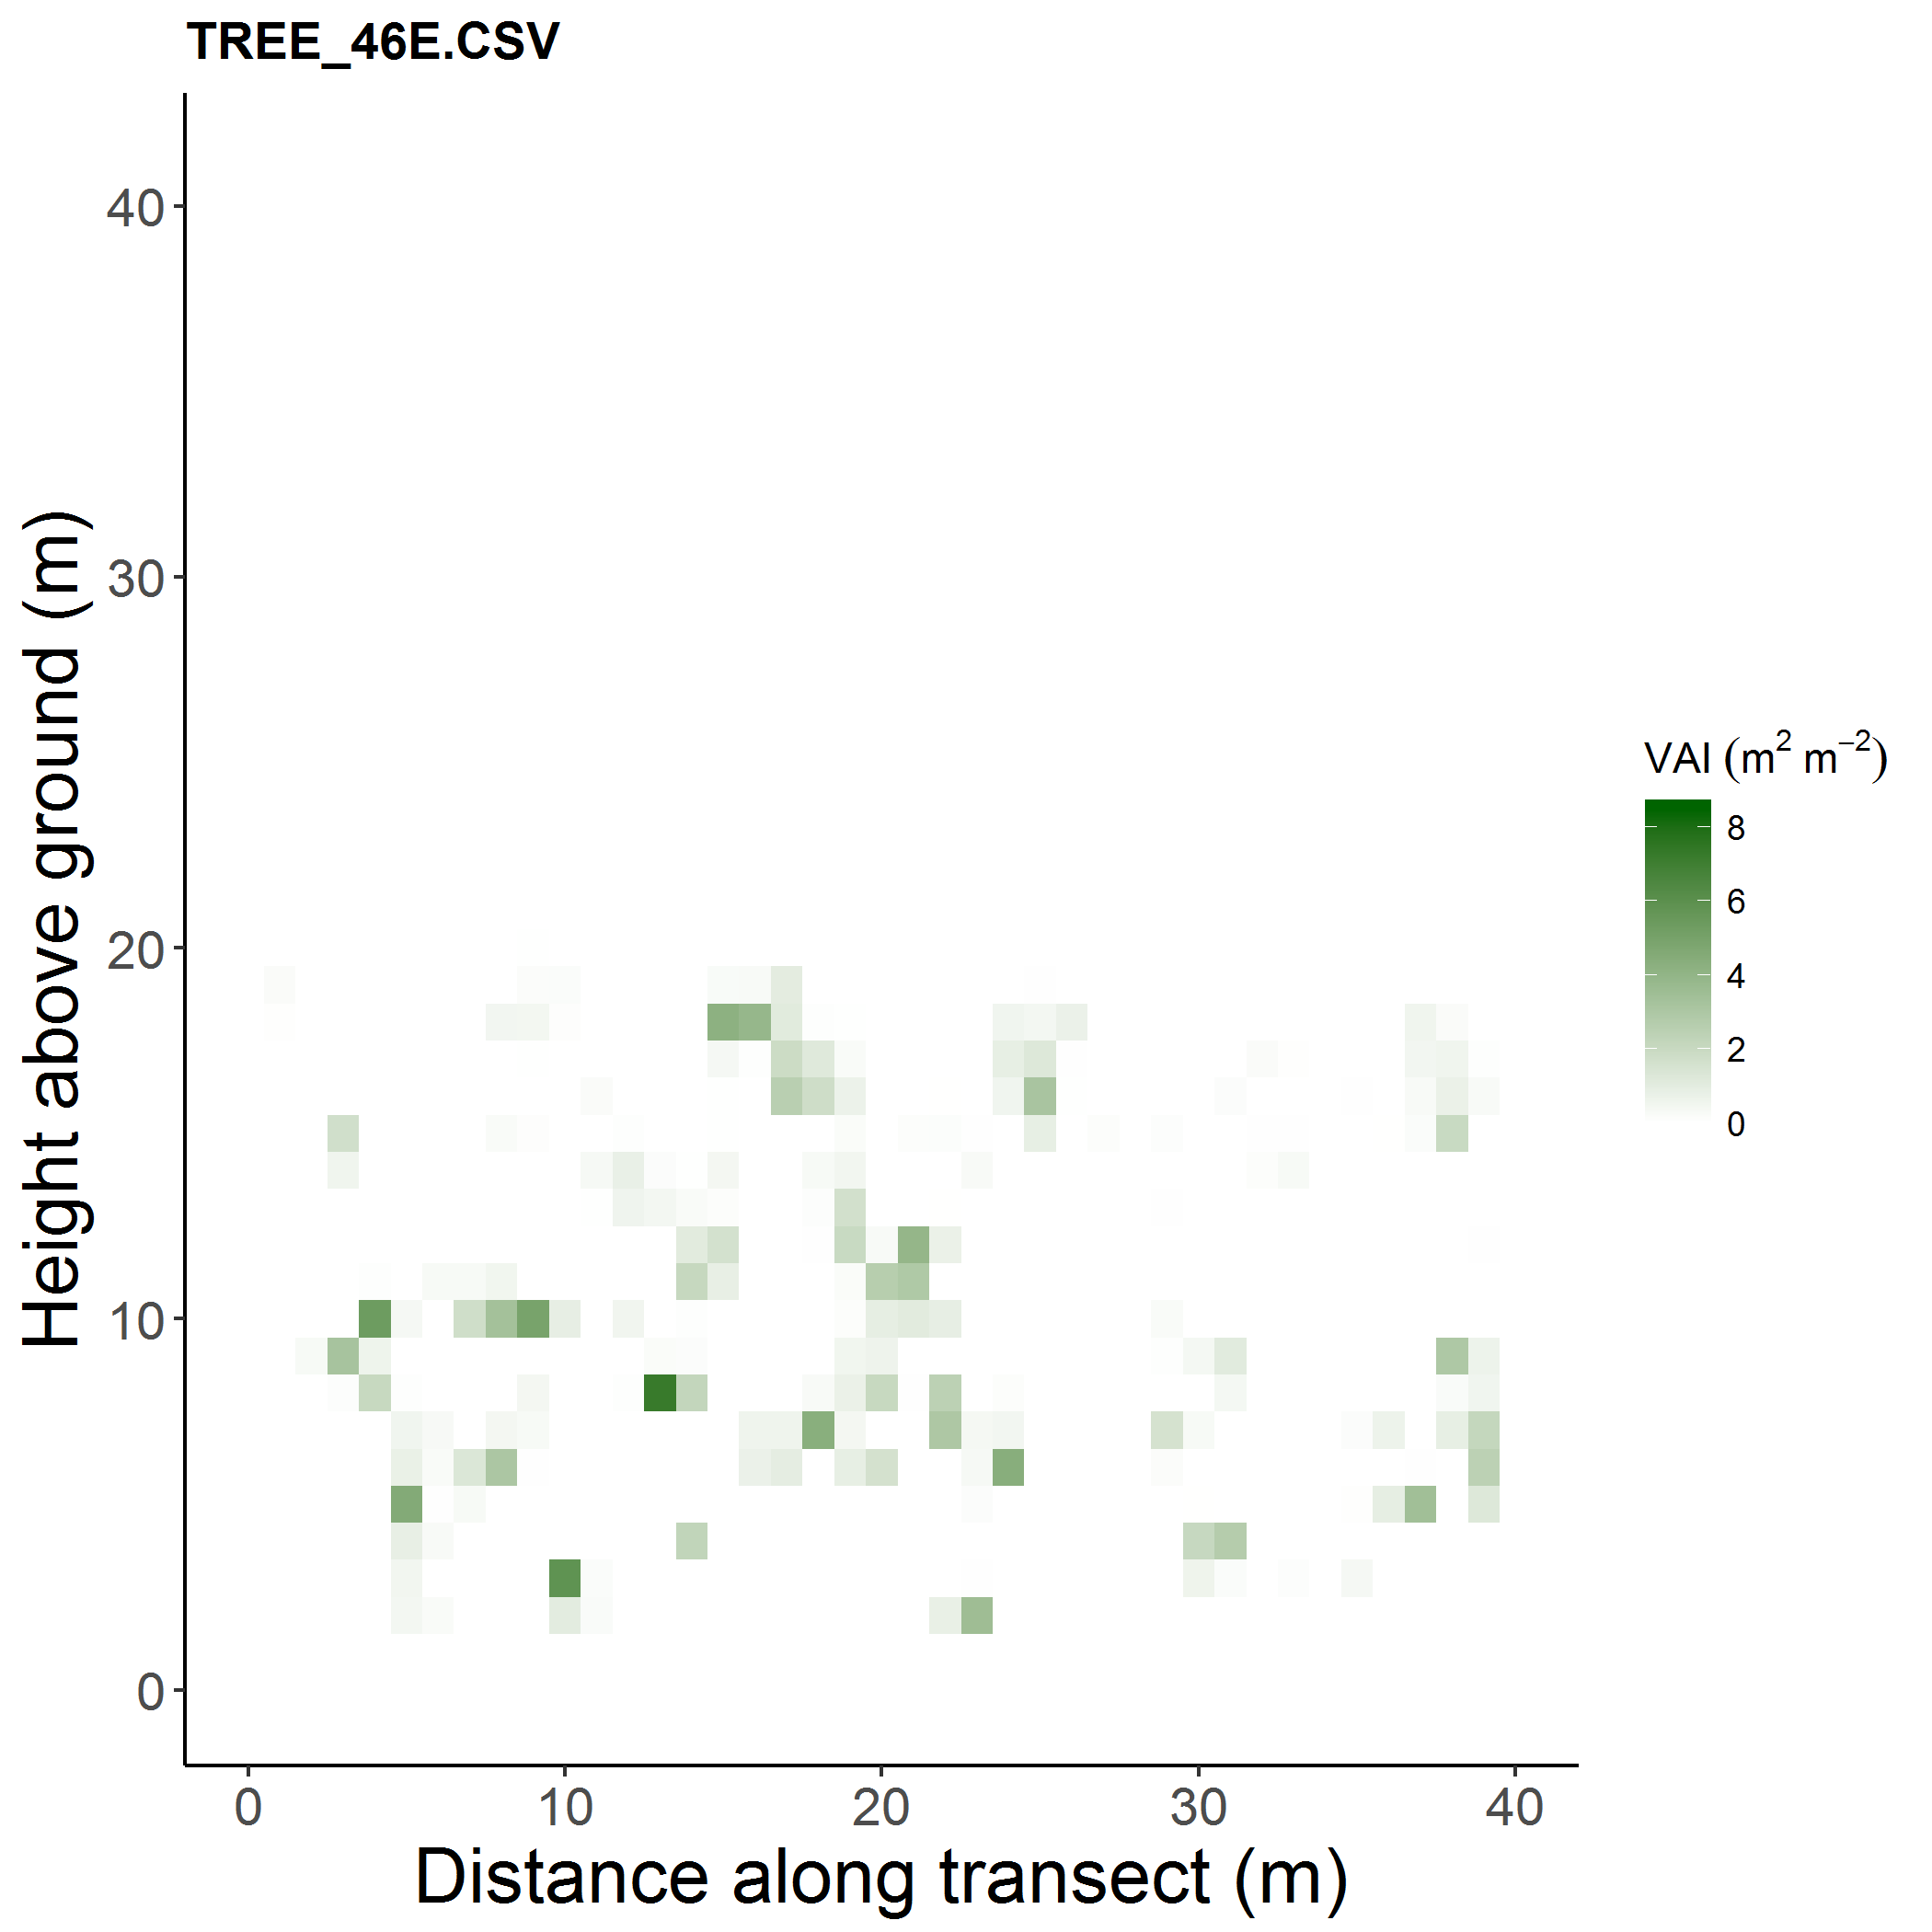 TREE_46E.CSV
40
30
20
10
0
Height above ground (m)
0 10 20 30 40
Distance along transect (m)
VAI (m² m⁻²)
8
6
4
2
0